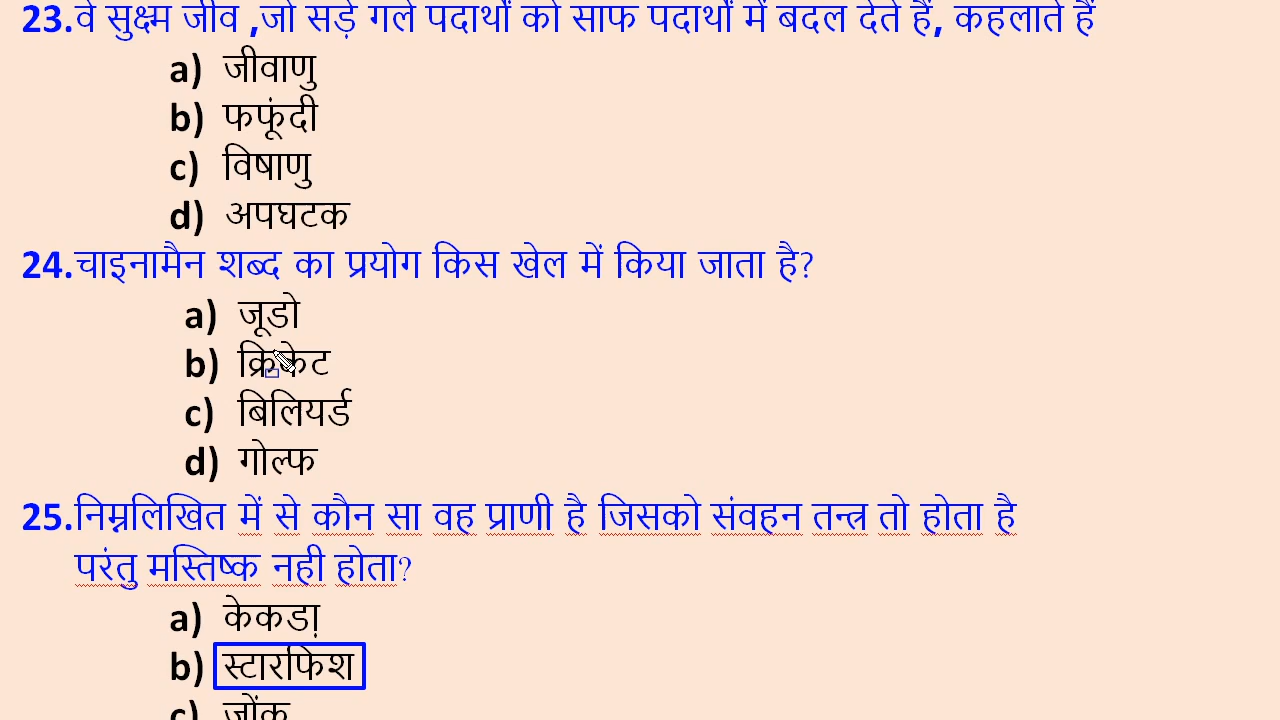 23.वे सुक्ष्म जीव ,जो सड़े गले पदार्थों को साफ पदार्थों में बदल देते हैं, कहलाते हैं
a) जीवाणु
b) फफूंदी
c) विषाणु
d) अपघटक
24.चाइनामैन शब्द का प्रयोग किस खेल में किया जाता है?
a) जूडो
b) क्रिकेट
c) बिलियर्ड
d) गोल्फ
25.निम्नलिखित में से कौन सा वह प्राणी है जिसको संवहन तन्त्र तो होता है
परंतु मस्तिष्क नही होता?
a) केकडा़
b) स्टारफिश
c) जोंक